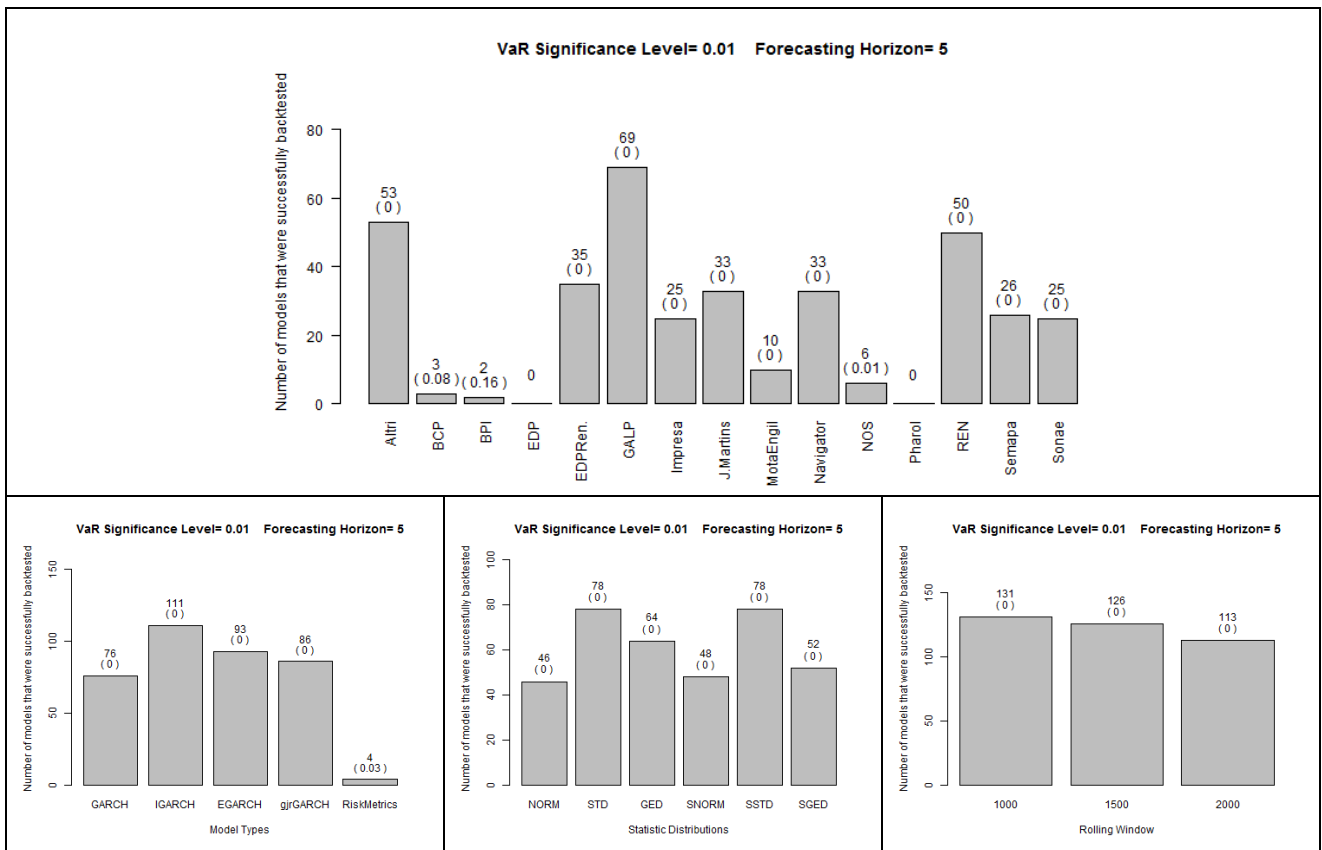 VaR Significance Level= 0.01    Forecasting Horizon= 5
Number of models that were successfully backtested
80
60
40
20
0
53
( 0 )
3
( 0.08 )
2
( 0.16 )
0
35
( 0 )
69
( 0 )
25
( 0 )
33
( 0 )
10
( 0 )
33
( 0 )
6
( 0.01 )
0
50
( 0 )
26
( 0 )
25
( 0 )
Altri
BCP
BPI
EDP
EDPRen.
GALP
Impresa
J.Martins
MotaEngil
Navigator
NOS
Pharol
REN
Semapa
Sonae
VaR Significance Level= 0.01    Forecasting Horizon= 5
Number of models that were successfully backtested
150
100
50
0
76
( 0 )
111
( 0 )
93
( 0 )
86
( 0 )
4
( 0.03 )
GARCH
IGARCH
EGARCH
gjrGARCH
RiskMetrics
Model Types
VaR Significance Level= 0.01    Forecasting Horizon= 5
Number of models that were successfully backtested
100
80
60
40
20
0
46
( 0 )
78
( 0 )
64
( 0 )
48
( 0 )
78
( 0 )
52
( 0 )
NORM
STD
GED
SNORM
SSTD
SGED
Statistic Distributions
VaR Significance Level= 0.01    Forecasting Horizon= 5
Number of models that were successfully backtested
150
100
50
0
131
( 0 )
126
( 0 )
113
( 0 )
1000
1500
2000
Rolling Window